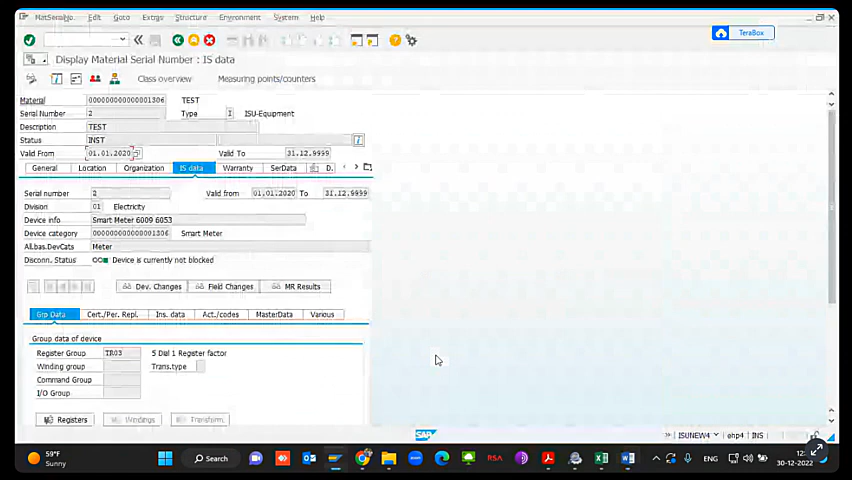 MatSerialNo. Edit Goto Extras Structure Environment System Help
TeraBox
Display Material Serial Number : IS data
Class overview Measuring points/counters
Material 000000000000001306 TEST
Serial Number 2 Type I ISU-Equipment
Description TEST
Status INST
Valid From 01.01.2020 Valid To 31.12.9999
General Location Organization IS data Warranty SerData D.
Serial number 2 Valid from 01.01.2020 To 31.12.9999
Division 01 Electricity
Device info Smart Meter 6009 6053
Device category 000000000000001306 Smart Meter
All.bas.DevCats Meter
Disconn. Status Device is currently not blocked
Dev. Changes Field Changes MR Results
Grp Data Cert./Per. Repl. Ins. data Act./codes MasterData Various
Group data of device
Register Group TR03 5 Dial 1 Register factor
Winding group Trans.type
Command Group
I/O Group
Registers Windings Transform.
SAP ISUNEW4 ehp4 INS
59°F
Sunny
Search
RSA
ENG
30-12-2022